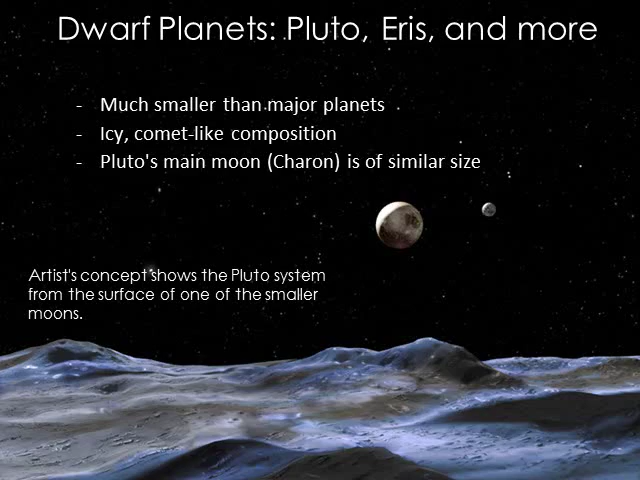 Dwarf Planets: Pluto, Eris, and more
- Much smaller than major planets
- Icy, comet-like composition
- Pluto's main moon (Charon) is of similar size
Artist's concept shows the Pluto system
from the surface of one of the smaller
moons.